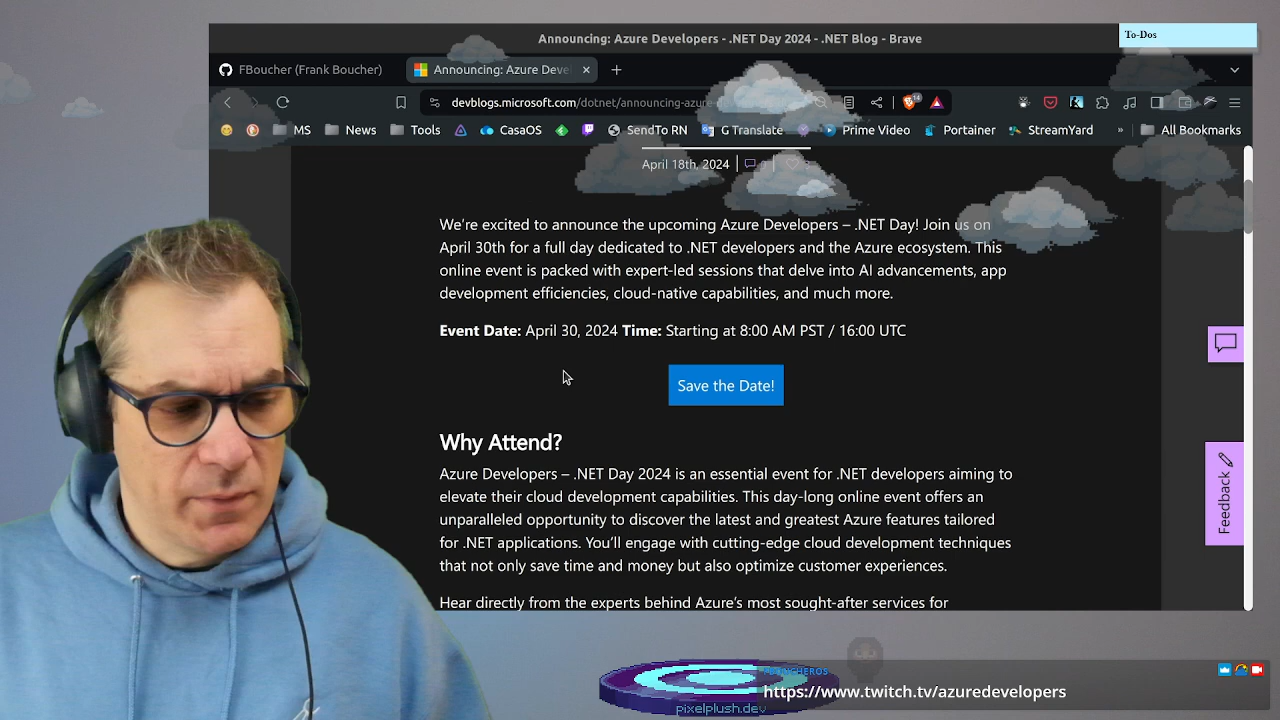 Announcing: Azure Developers - .NET Day 2024 - .NET Blog - Brave
To-Dos
FBoucher (Frank Boucher)
Announcing: Azure Deve
devblogs.microsoft.com/dotnet/announcing-azure-
14
MS
News
Tools
CasaOS
SendTo RN
G Translate
Prime Video
Portainer
StreamYard
»
All Bookmarks
April 18th, 2024
We're excited to announce the upcoming Azure Developers – .NET Day! Join us on
April 30th for a full day dedicated to .NET developers and the Azure ecosystem. This
online event is packed with expert-led sessions that delve into AI advancements, app
development efficiencies, cloud-native capabilities, and much more.
Event Date: April 30, 2024 Time: Starting at 8:00 AM PST / 16:00 UTC
Save the Date!
Why Attend?
Azure Developers – .NET Day 2024 is an essential event for .NET developers aiming to
elevate their cloud development capabilities. This day-long online event offers an
unparalleled opportunity to discover the latest and greatest Azure features tailored
for .NET applications. You'll engage with cutting-edge cloud development techniques
that not only save time and money but also optimize customer experiences.
Hear directly from the experts behind Azure's most sought-after services for
Feedback
https://www.twitch.tv/azuredevelopers
pixelplush.dev